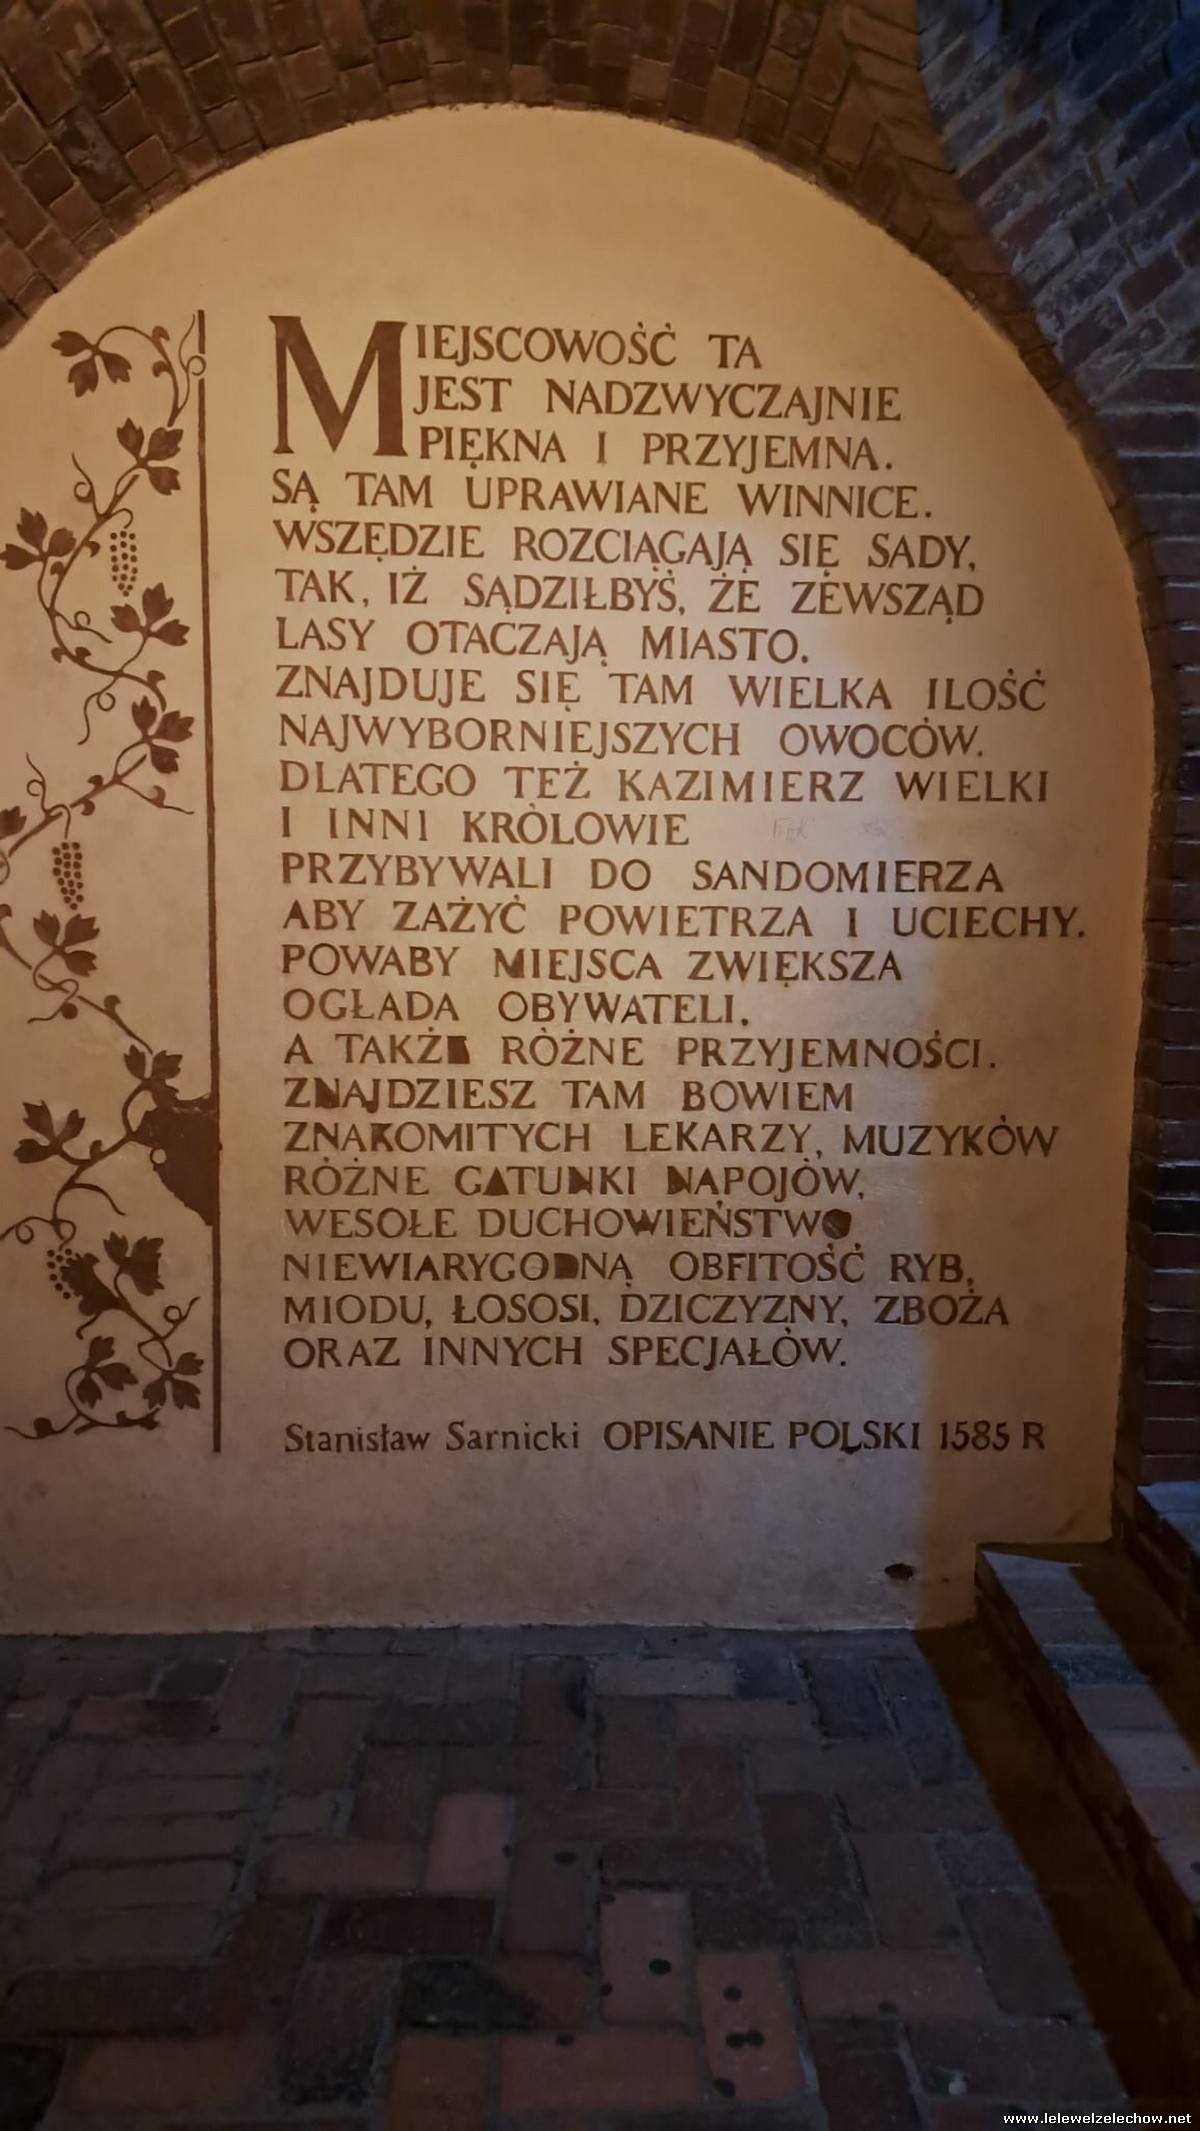 MIEJSCOWOŚĆ TA
JEST NADZWYCZAJNIE
PIĘKNA I PRZYJEMNA.
SĄ TAM UPRAWIANE WINNICE.
WSZĘDZIE ROZCIĄGAJĄ SIĘ SADY,
TAK, IŻ SĄDZIŁBYŚ, ŻE ZEWSZĄD
LASY OTACZAJĄ MIASTO.
ZNAJDUJE SIĘ TAM WIELKA ILOŚĆ
NAJWYBORNIEJSZYCH OWOCÓW.
DLATEGO TEŻ KAZIMIERZ WIELKI
I INNI KRÓLOWIE
PRZYBYWALI DO SANDOMIERZA
ABY ZAŻYĆ POWIETRZA I UCIECHY.
POWABY MIEJSCA ZWIĘKSZA
OGŁADA OBYWATELI.
A TAKŻE RÓŻNE PRZYJEMNOŚCI.
ZNAJDZIESZ TAM BOWIEM
ZNAKOMITYCH LEKARZY, MUZYKÓW
RÓŻNE GATUNKI NAPOJÓW,
WESOŁE DUCHOWIEŃSTWO,
NIEWIARYGODNĄ OBFITOŚĆ RYB,
MIODU, ŁOSOSI, DZICZYZNY, ZBOŻA
ORAZ INNYCH SPECJAŁÓW.
Stanisław Sarnicki OPISANIE POLSKI 1585 R
www.lelewelzelechow.net